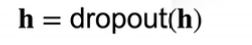 h = dropout(h)